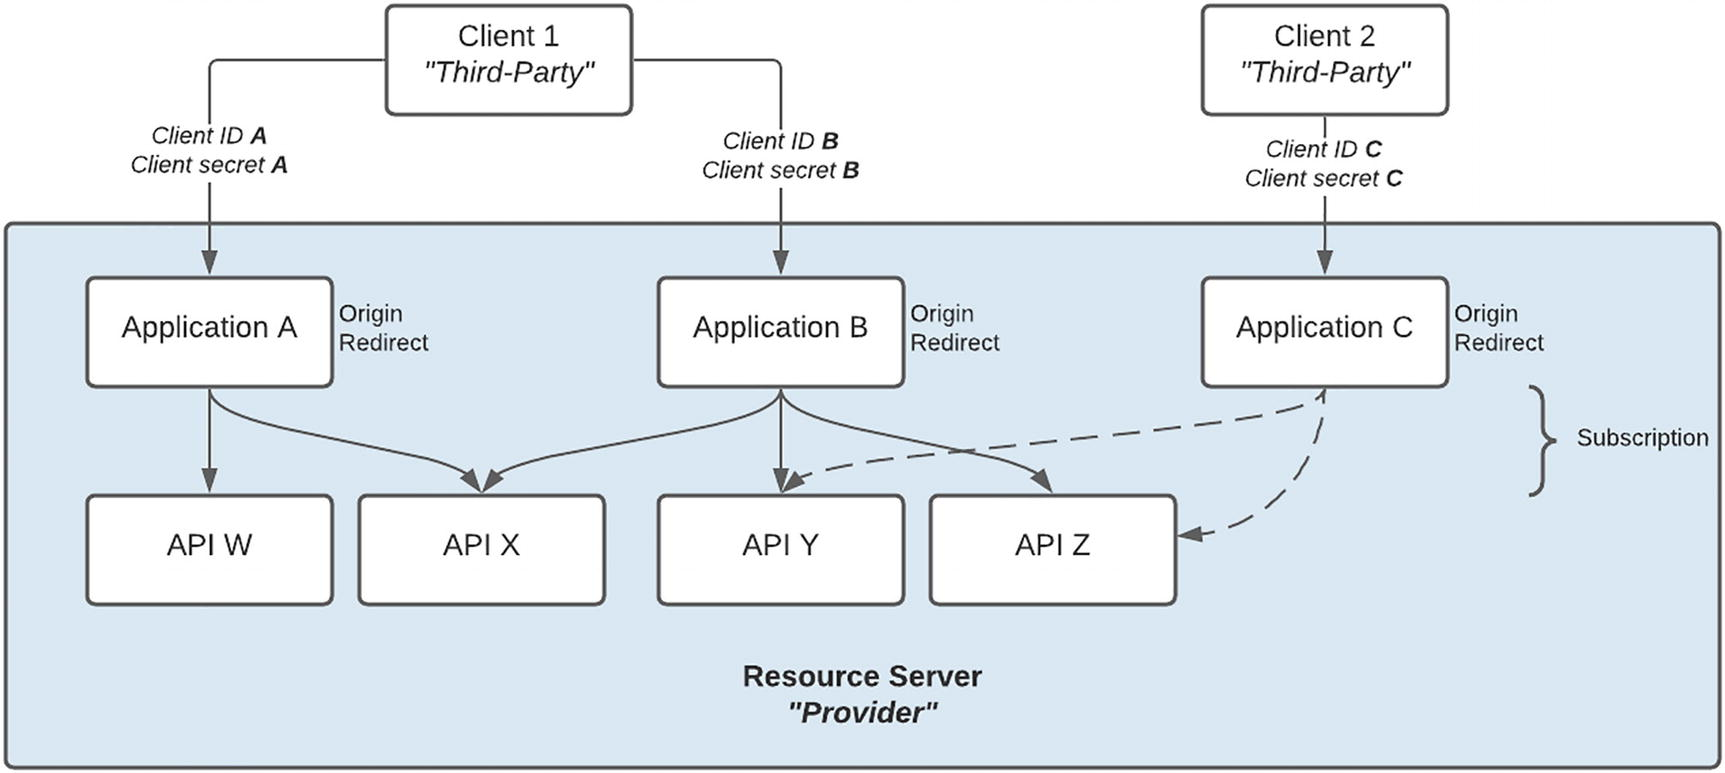 Client 1
"Third-Party"
Client 2
"Third-Party"
Client ID A
Client secret A
Client ID B
Client secret B
Client ID C
Client secret C
Application A
Origin
Redirect
Application B
Origin
Redirect
Application C
Origin
Redirect
Subscription
API W
API X
API Y
API Z
Resource Server
"Provider"